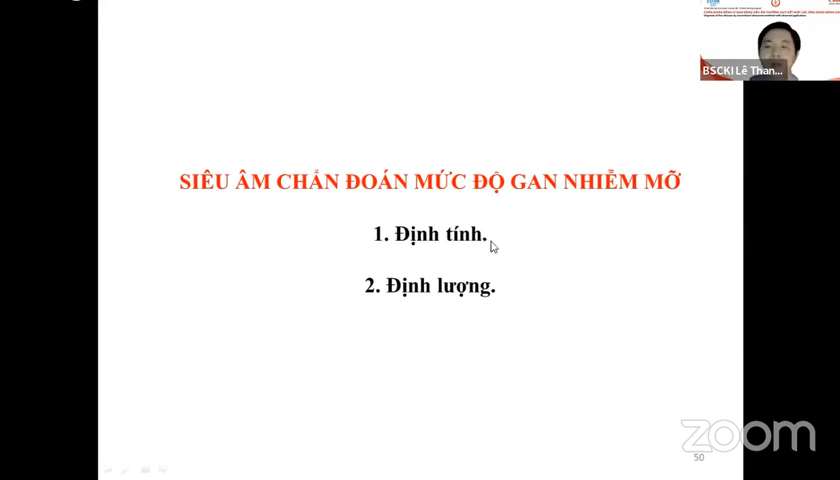 BSCKI Lê Than...
SIÊU ÂM CHẨN ĐOÁN MỨC ĐỘ GAN NHIỄM MỠ
1. Định tính.
2. Định lượng.
zoom
50